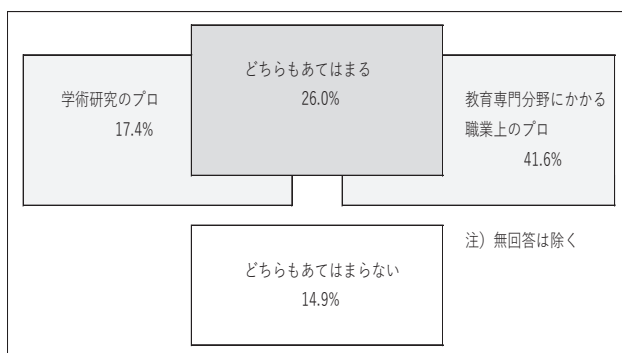 どちらもあてはまる
26.0%
学術研究のプロ
17.4%
教育専門分野にかかる
職業上のプロ
41.6%
注）無回答は除く
どちらもあてはまらない
14.9%